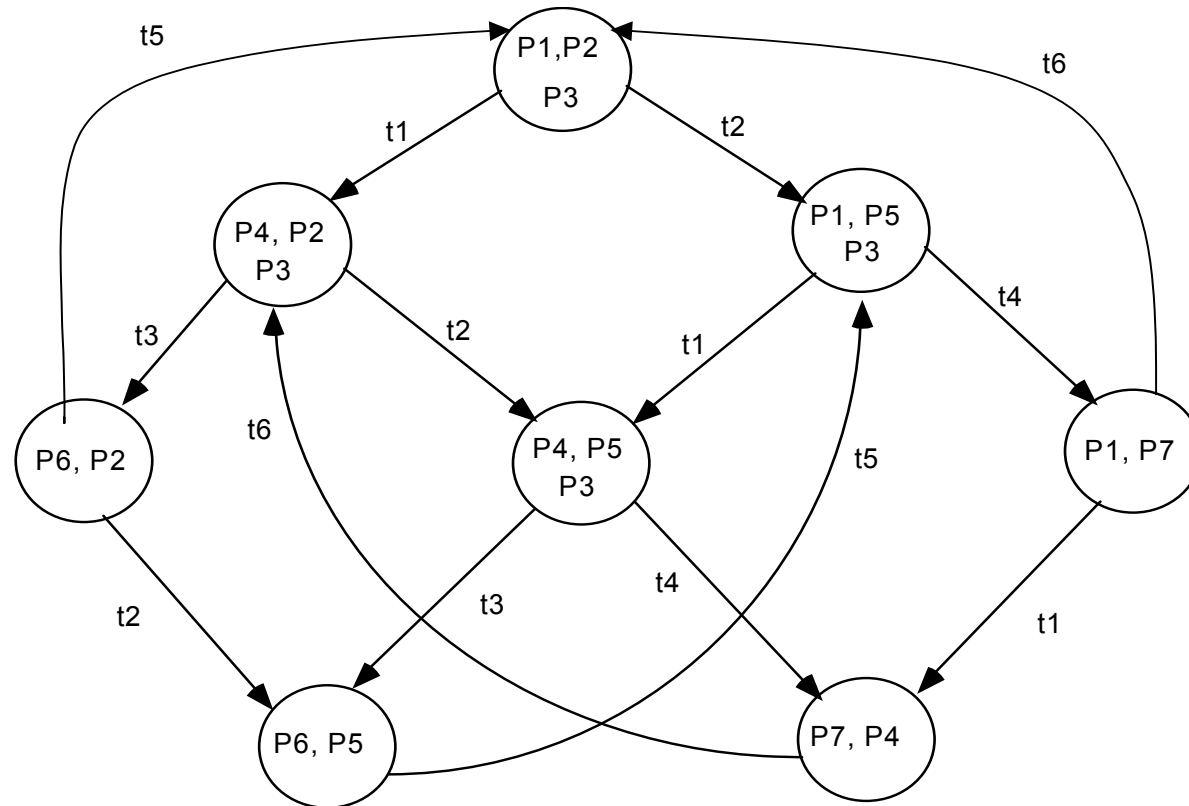 t5
P1,P2
P3
t6
t1
t2
P4, P2
P3
P1, P5
P3
t3
t2
t1
t4
P6, P2
t6
P4, P5
P3
t5
P1, P7
t2
t3
t4
t1
P6, P5
P7, P4